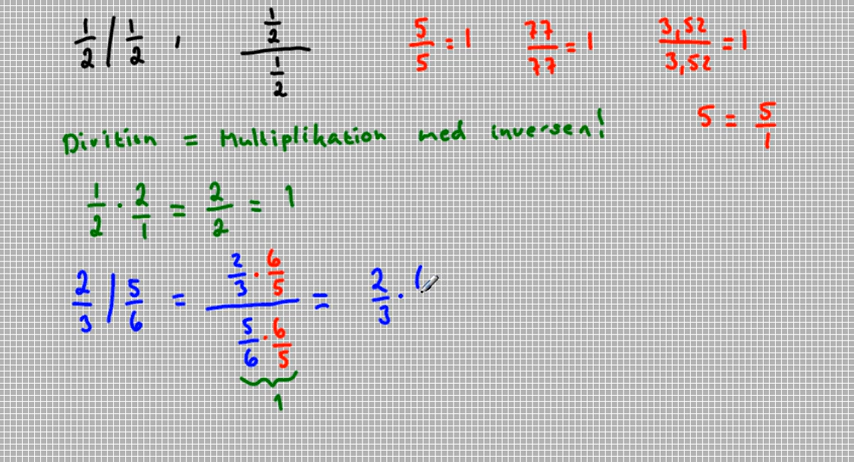 1/2 / 1/2 , (1/2)/(1/2) 5/5 = 1 77/77 = 1 3,52/3,52 = 1
5 = 5/1
Division = Multiplikation med inversen!
1/2 · 2/1 = 2/2 = 1
2/3 / 5/6 = (2/3 · 6/5)/(5/6 · 6/5) = 2/3 ·
1